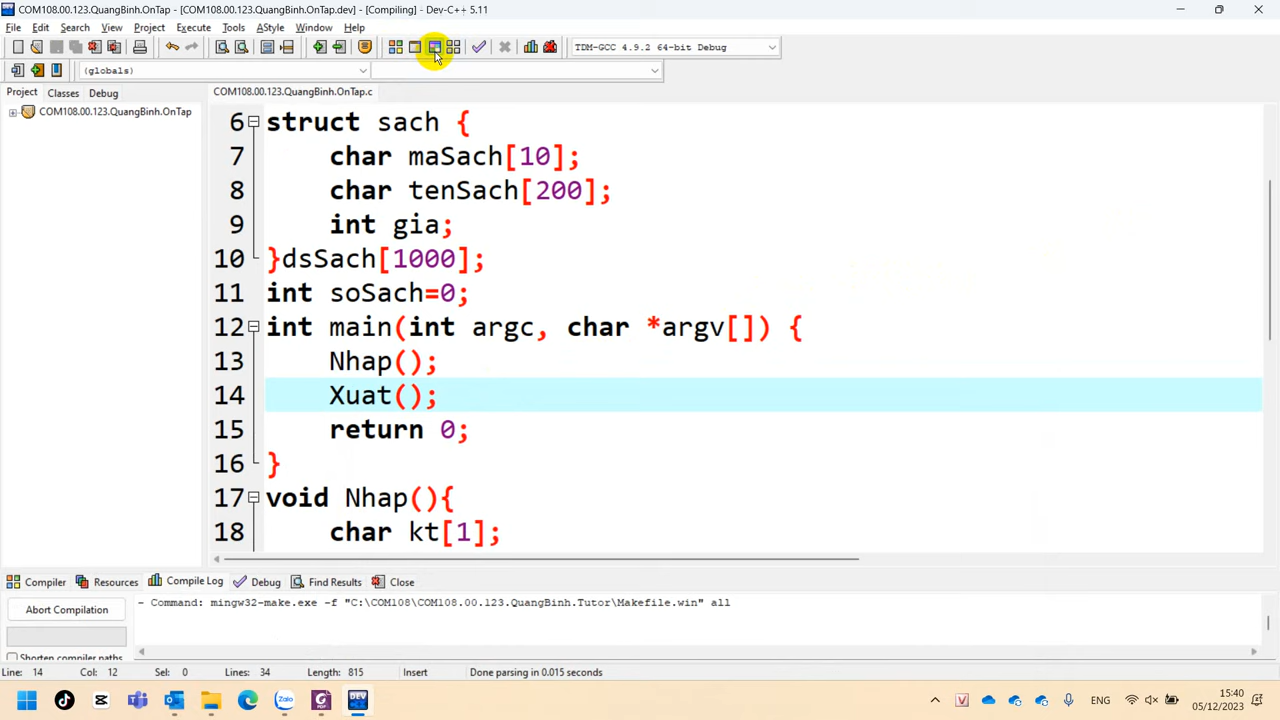 COM108.00.123.QuangBinh.OnTap - [COM108.00.123.QuangBinh.OnTap.dev] - [Compiling] - Dev-C++ 5.11
File Edit Search View Project Execute Tools AStyle Window Help
TDM-GCC 4.9.2 64-bit Debug
(globals)
Project Classes Debug
COM108.00.123.QuangBinh.OnTap.c
COM108.00.123.QuangBinh.OnTap
6 struct sach {
7 char maSach[10];
8 char tenSach[200];
9 int gia;
10 }dsSach[1000];
11 int soSach=0;
12 int main(int argc, char *argv[]) {
13 Nhap();
14 Xuat();
15 return 0;
16 }
17 void Nhap(){
18 char kt[1];
Compiler Resources Compile Log Debug Find Results Close
Abort Compilation
- Command: mingw32-make.exe -f "C:\COM108\COM108.00.123.QuangBinh.Tutor\Makefile.win" all
Shorten compiler paths
Line: 14 Col: 12 Sel: 0 Lines: 34 Length: 815 Insert Done parsing in 0.015 seconds
ENG
15:40
05/12/2023